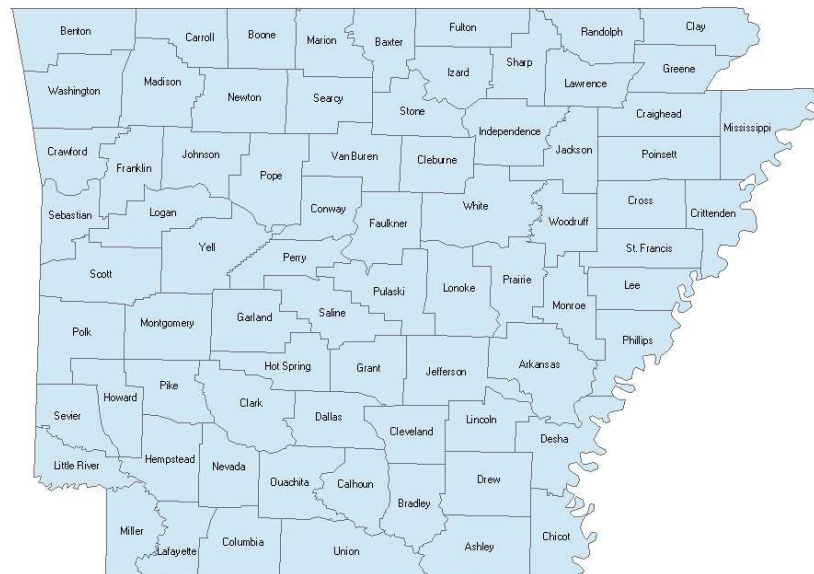 Benton
Carroll
Boone
Marion
Baxter
Fulton
Randolph
Clay
Sharp
Izard
Greene
Lawrence
Washington
Madison
Newton
Searcy
Stone
Independence
Craighead
Mississippi
Jackson
Poinsett
Crawford
Franklin
Johnson
Pope
Van Buren
Cleburne
Sebastian
Logan
Conway
Faulkner
White
Woodruff
Cross
Crittenden
St. Francis
Yell
Perry
Scott
Pulaski
Lonoke
Prairie
Monroe
Lee
Polk
Montgomery
Garland
Saline
Phillips
Hot Spring
Grant
Jefferson
Arkansas
Howard
Pike
Clark
Dallas
Cleveland
Lincoln
Desha
Sevier
Little River
Hempstead
Nevada
Ouachita
Calhoun
Bradley
Drew
Miller
Lafayette
Columbia
Union
Ashley
Chicot